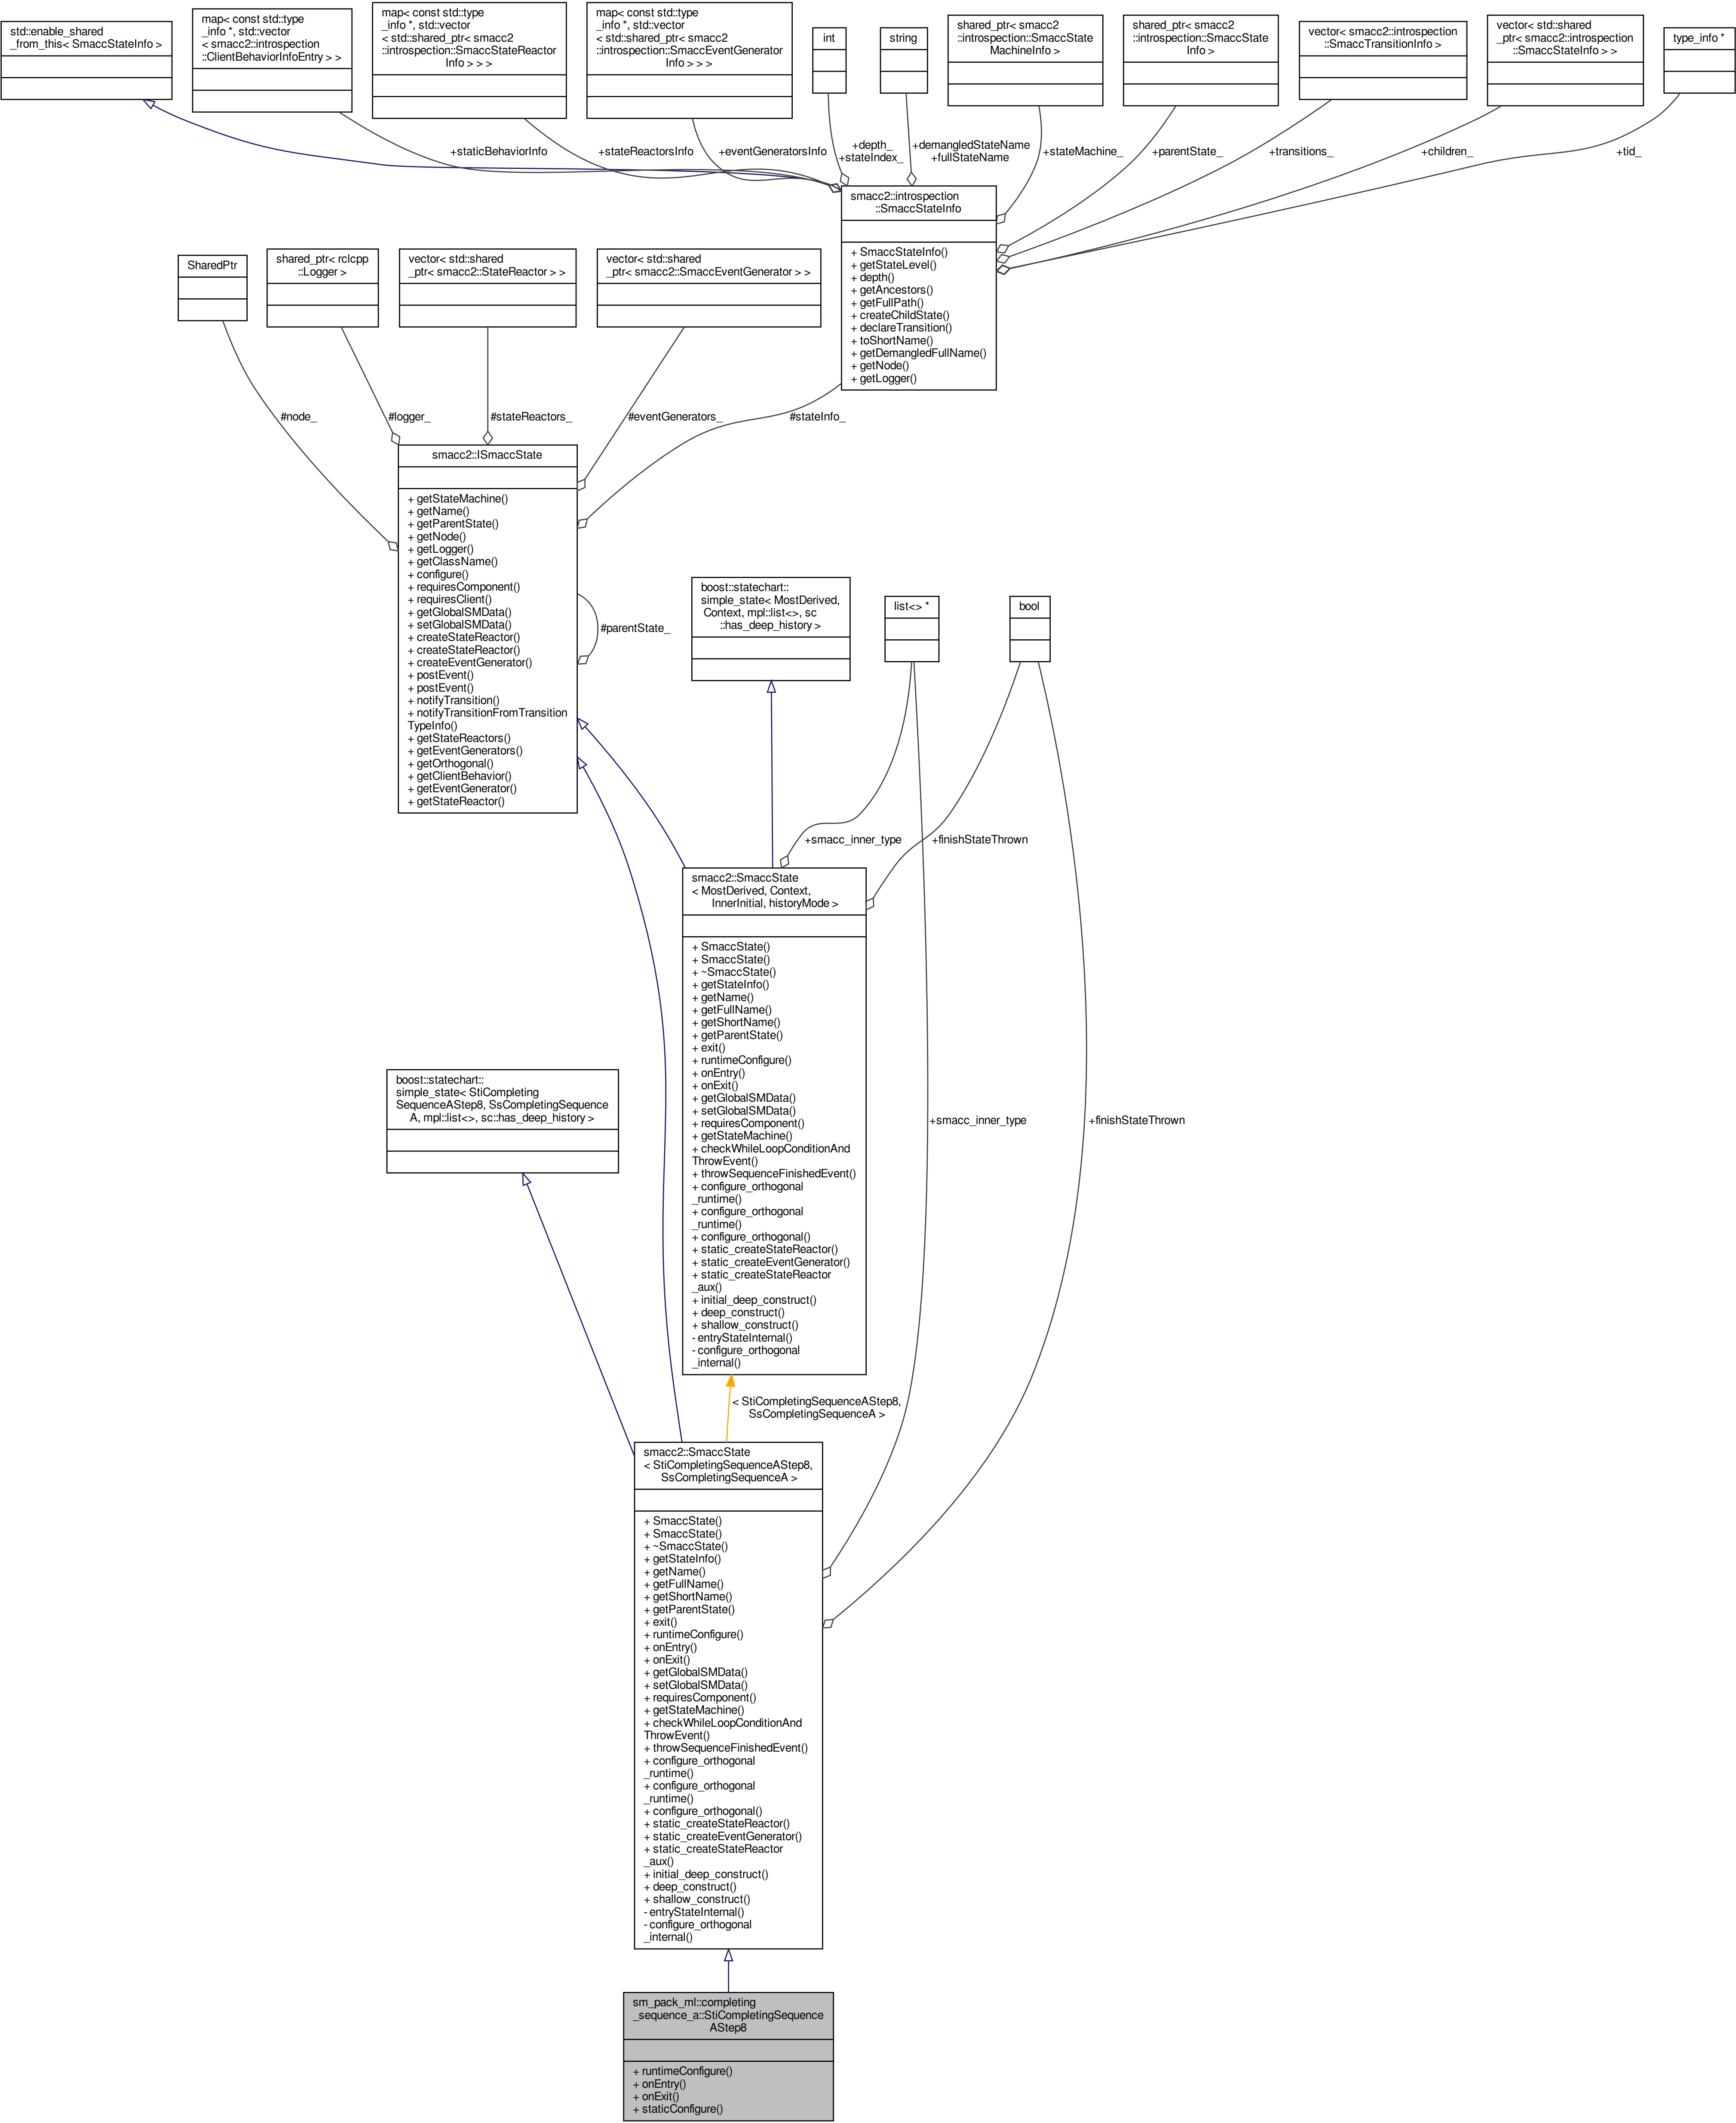 std::enable_shared
_from_this< SmaccStateInfo >
map< const std::type
_info *, std::vector
< smacc2::introspection
::ClientBehaviorInfoEntry > >
map< const std::type
_info *, std::vector
< std::shared_ptr< smacc2
::introspection::SmaccStateReactor
Info > > >
map< const std::type
_info *, std::vector
< std::shared_ptr< smacc2
::introspection::SmaccEventGenerator
Info > > >
int
string
shared_ptr< smacc2
::introspection::SmaccState
MachineInfo >
shared_ptr< smacc2
::introspection::SmaccState
Info >
vector< smacc2::introspection
::SmaccTransitionInfo >
vector< std::shared
_ptr< smacc2::introspection
::SmaccStateInfo > >
type_info *
+staticBehaviorInfo
+stateReactorsInfo
+eventGeneratorsInfo
+depth_
+stateIndex_
+demangledStateName
+fullStateName
+stateMachine_
+parentState_
+transitions_
+children_
+tid_
smacc2::introspection
::SmaccStateInfo
+ SmaccStateInfo()
+ getStateLevel()
+ depth()
+ getAncestors()
+ getFullPath()
+ createChildState()
+ declareTransition()
+ toShortName()
+ getDemangledFullName()
+ getNode()
+ getLogger()
SharedPtr
shared_ptr< rclcpp
::Logger >
vector< std::shared
_ptr< smacc2::StateReactor > >
vector< std::shared
_ptr< smacc2::SmaccEventGenerator > >
#node_
#logger_
#stateReactors_
#eventGenerators_
#stateInfo_
smacc2::ISmaccState
+ getStateMachine()
+ getName()
+ getParentState()
+ getNode()
+ getLogger()
+ getClassName()
+ configure()
+ requiresComponent()
+ requiresClient()
+ getGlobalSMData()
+ setGlobalSMData()
+ createStateReactor()
+ createStateReactor()
+ createEventGenerator()
+ postEvent()
+ postEvent()
+ notifyTransition()
+ notifyTransitionFromTransition
TypeInfo()
+ getStateReactors()
+ getEventGenerators()
+ getOrthogonal()
+ getClientBehavior()
+ getEventGenerator()
+ getStateReactor()
#parentState_
boost::statechart::
simple_state< MostDerived,
Context, mpl::list<>, sc
::has_deep_history >
list<> *
bool
+smacc_inner_type
+finishStateThrown
smacc2::SmaccState
< MostDerived, Context,
InnerInitial, historyMode >
+ SmaccState()
+ SmaccState()
+ ~SmaccState()
+ getStateInfo()
+ getName()
+ getFullName()
+ getShortName()
+ getParentState()
+ exit()
+ runtimeConfigure()
+ onEntry()
+ onExit()
+ getGlobalSMData()
+ setGlobalSMData()
+ requiresComponent()
+ getStateMachine()
+ checkWhileLoopConditionAnd
ThrowEvent()
+ throwSequenceFinishedEvent()
+ configure_orthogonal
_runtime()
+ configure_orthogonal
_runtime()
+ configure_orthogonal()
+ static_createStateReactor()
+ static_createEventGenerator()
+ static_createStateReactor
_aux()
+ initial_deep_construct()
+ deep_construct()
+ shallow_construct()
- entryStateInternal()
- configure_orthogonal
_internal()
boost::statechart::
simple_state< StiCompleting
SequenceAStep8, SsCompletingSequence
A, mpl::list<>, sc::has_deep_history >
+smacc_inner_type
+finishStateThrown
< StiCompletingSequenceAStep8,
SsCompletingSequenceA >
smacc2::SmaccState
< StiCompletingSequenceAStep8,
SsCompletingSequenceA >
+ SmaccState()
+ SmaccState()
+ ~SmaccState()
+ getStateInfo()
+ getName()
+ getFullName()
+ getShortName()
+ getParentState()
+ exit()
+ runtimeConfigure()
+ onEntry()
+ onExit()
+ getGlobalSMData()
+ setGlobalSMData()
+ requiresComponent()
+ getStateMachine()
+ checkWhileLoopConditionAnd
ThrowEvent()
+ throwSequenceFinishedEvent()
+ configure_orthogonal
_runtime()
+ configure_orthogonal
_runtime()
+ configure_orthogonal()
+ static_createStateReactor()
+ static_createEventGenerator()
+ static_createStateReactor
_aux()
+ initial_deep_construct()
+ deep_construct()
+ shallow_construct()
- entryStateInternal()
- configure_orthogonal
_internal()
sm_pack_ml::completing
_sequence_a::StiCompletingSequence
AStep8
+ runtimeConfigure()
+ onEntry()
+ onExit()
+ staticConfigure()